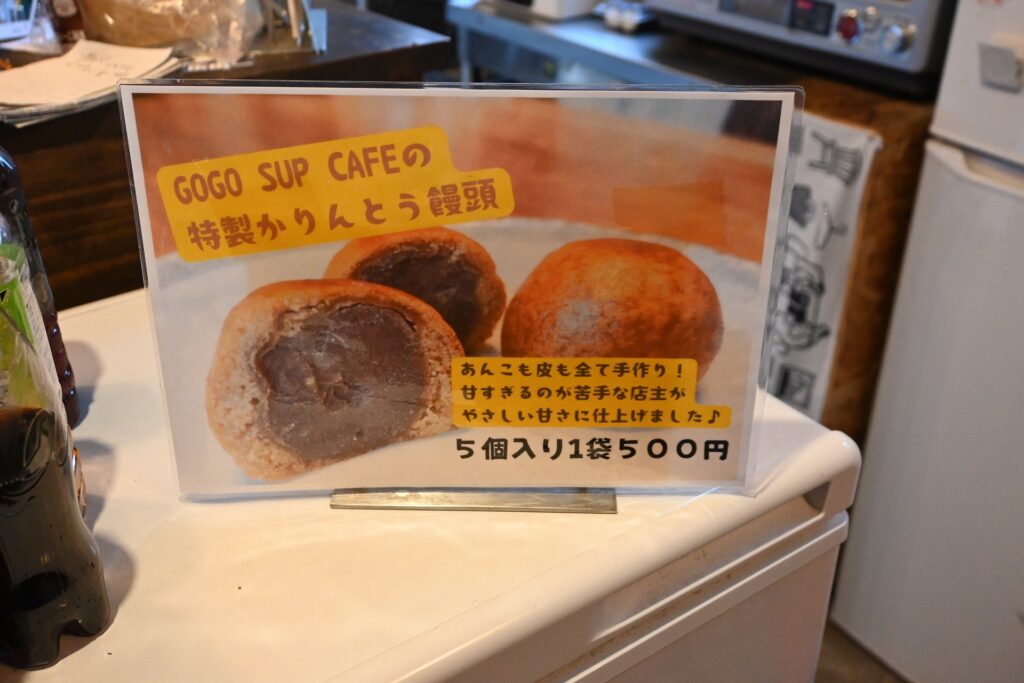 GOGO SUP CAFEの
特製かりんとう饅頭
あんこも皮も全て手作り！
甘すぎるのが苦手な店主が
やさしい甘さに仕上げました♪
５個入り1袋５００円